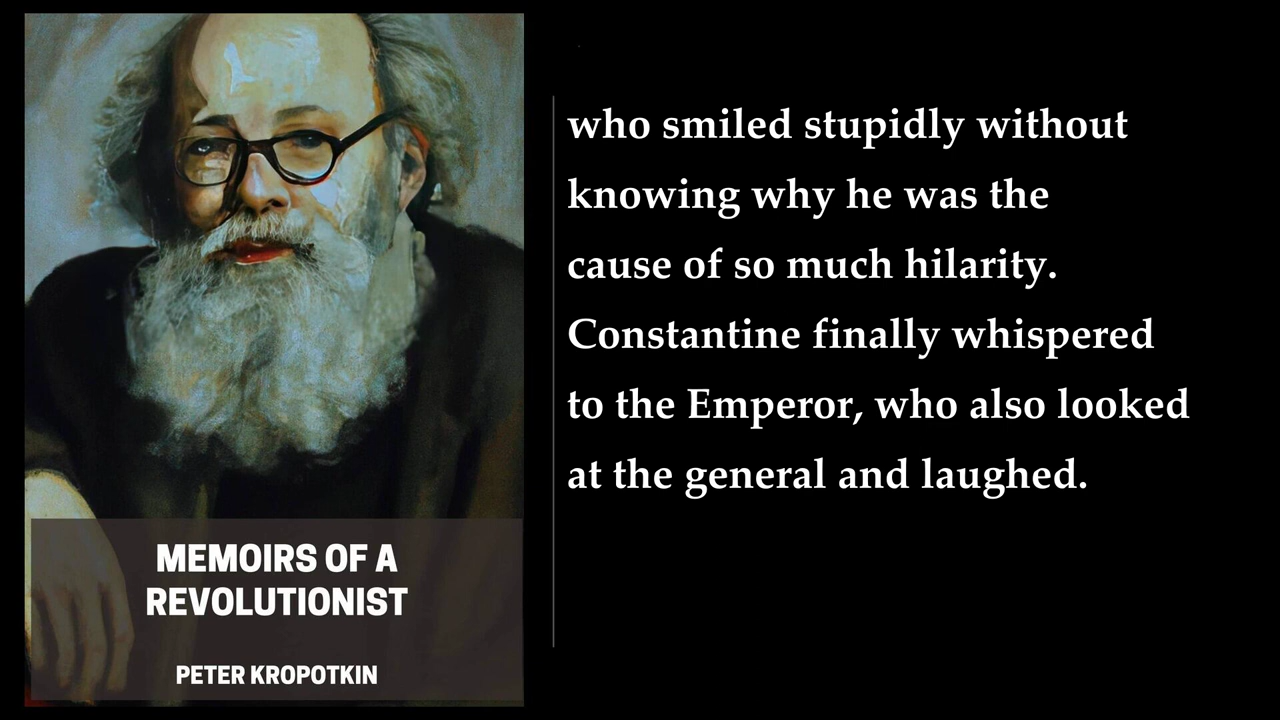 MEMOIRS OF A
REVOLUTIONIST
PETER KROPOTKIN
who smiled stupidly without
knowing why he was the
cause of so much hilarity.
Constantine finally whispered
to the Emperor, who also looked
at the general and laughed.